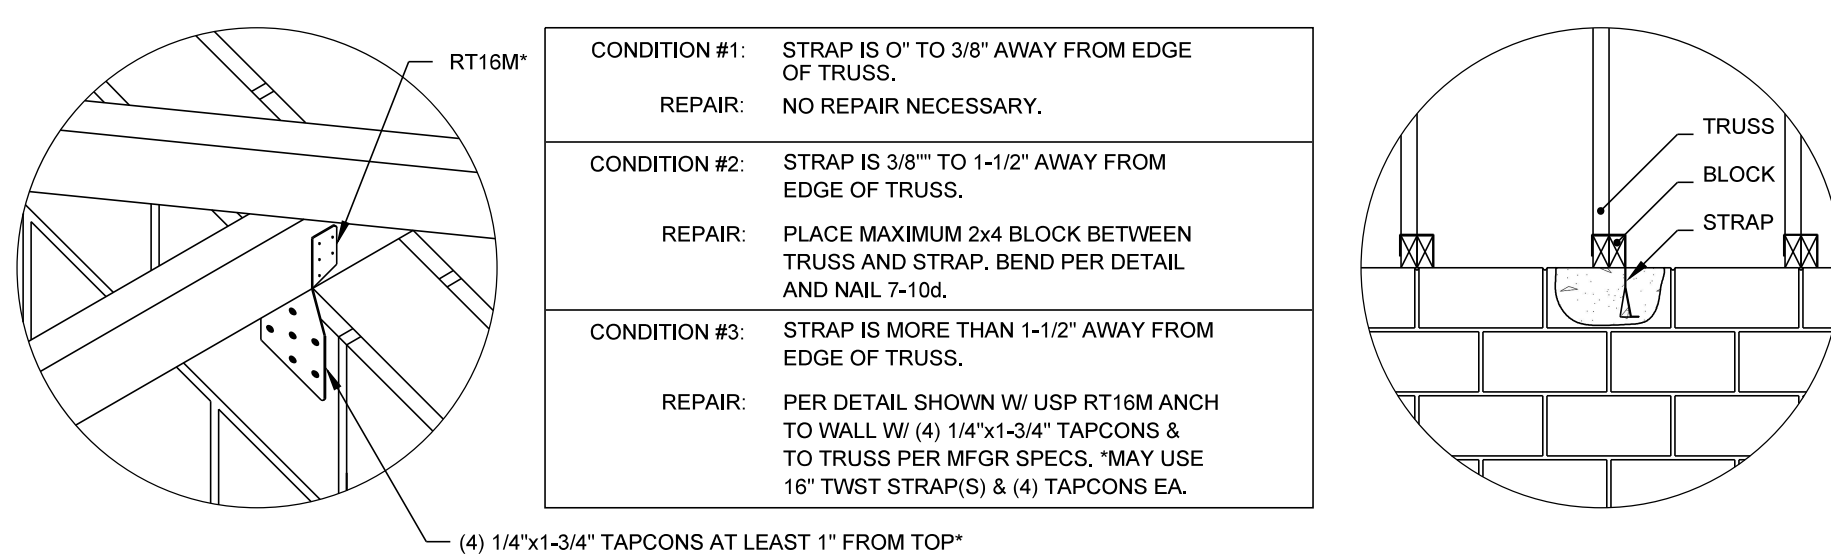 RT16M*
CONDITION #1: STRAP IS O" TO 3/8" AWAY FROM EDGE
OF TRUSS.
REPAIR: NO REPAIR NECESSARY.
CONDITION #2: STRAP IS 3/8"" TO 1-1/2" AWAY FROM
EDGE OF TRUSS.
REPAIR: PLACE MAXIMUM 2x4 BLOCK BETWEEN
TRUSS AND STRAP. BEND PER DETAIL
AND NAIL 7-10d.
CONDITION #3: STRAP IS MORE THAN 1-1/2" AWAY FROM
EDGE OF TRUSS.
REPAIR: PER DETAIL SHOWN W/ USP RT16M ANCH
TO WALL W/ (4) 1/4"x1-3/4" TAPCONS &
TO TRUSS PER MFGR SPECS. *MAY USE
16" TWST STRAP(S) & (4) TAPCONS EA.
(4) 1/4"x1-3/4" TAPCONS AT LEAST 1" FROM TOP*
TRUSS
BLOCK
STRAP